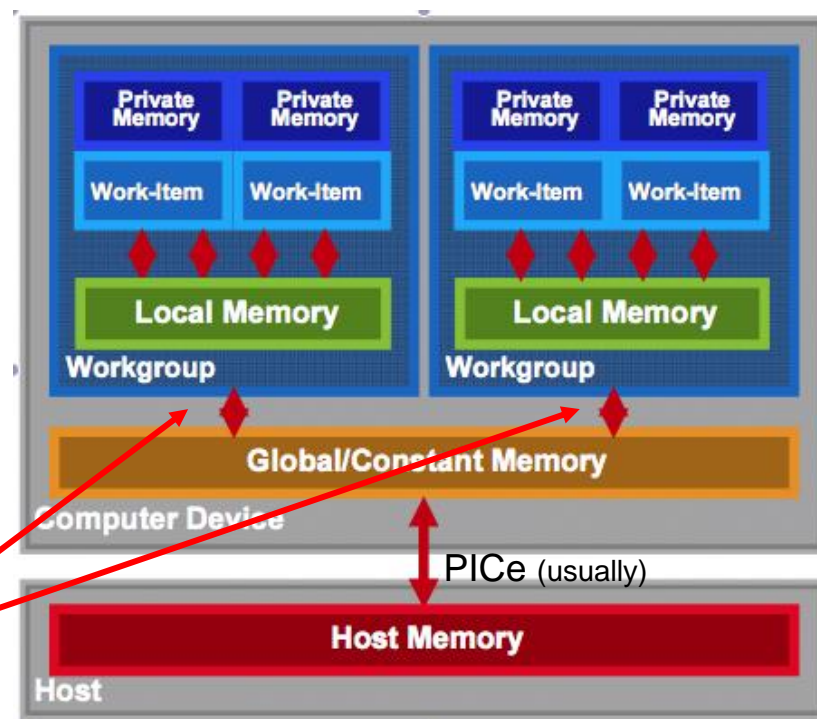 Private Memory
Private Memory
Private Memory
Private Memory
Work-Item
Work-Item
Work-Item
Work-Item
Local Memory
Local Memory
Workgroup
Workgroup
Global/Constant Memory
Computer Device
PICe (usually)
Host Memory
Host